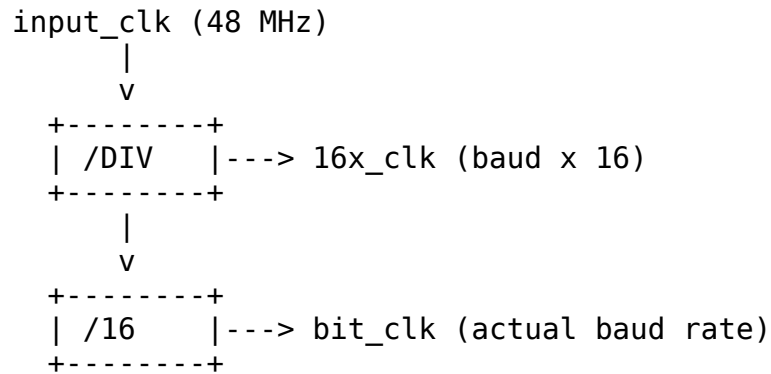 input_clk (48 MHz)
|
v
+--------+
| /DIV   |---> 16x_clk (baud x 16)
+--------+
|
v
+--------+
| /16    |---> bit_clk (actual baud rate)
+--------+